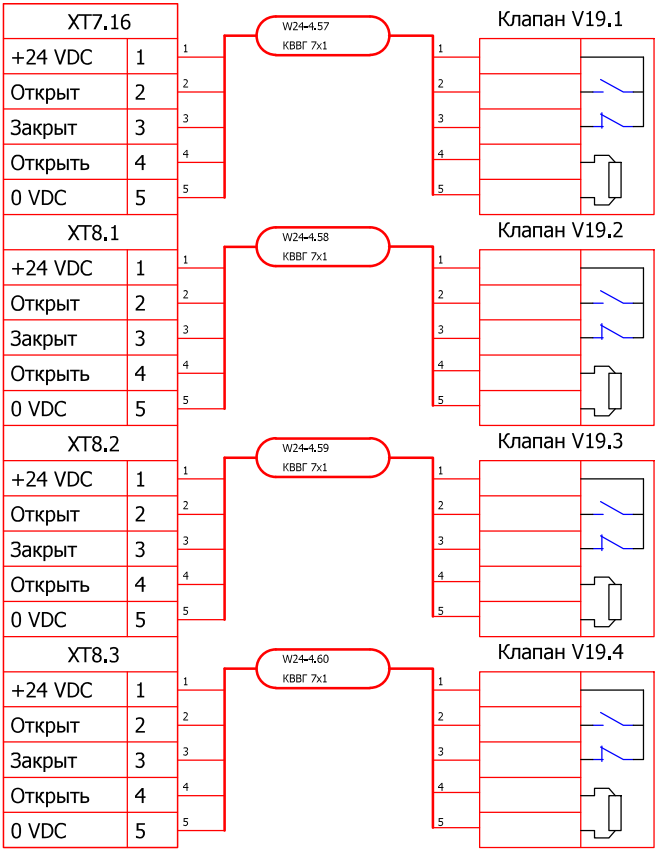 XT7.16
W24-4.57
КВВГ 7x1
Клапан V19.1
+24 VDC 1 1 1
Открыт 2 2 2
Закрыт 3 3 3
Открыть 4 4 4
0 VDC 5 5 5
XT8.1
W24-4.58
КВВГ 7x1
Клапан V19.2
+24 VDC 1 1 1
Открыт 2 2 2
Закрыт 3 3 3
Открыть 4 4 4
0 VDC 5 5 5
XT8.2
W24-4.59
КВВГ 7x1
Клапан V19.3
+24 VDC 1 1 1
Открыт 2 2 2
Закрыт 3 3 3
Открыть 4 4 4
0 VDC 5 5 5
XT8.3
W24-4.60
КВВГ 7x1
Клапан V19.4
+24 VDC 1 1 1
Открыт 2 2 2
Закрыт 3 3 3
Открыть 4 4 4
0 VDC 5 5 5